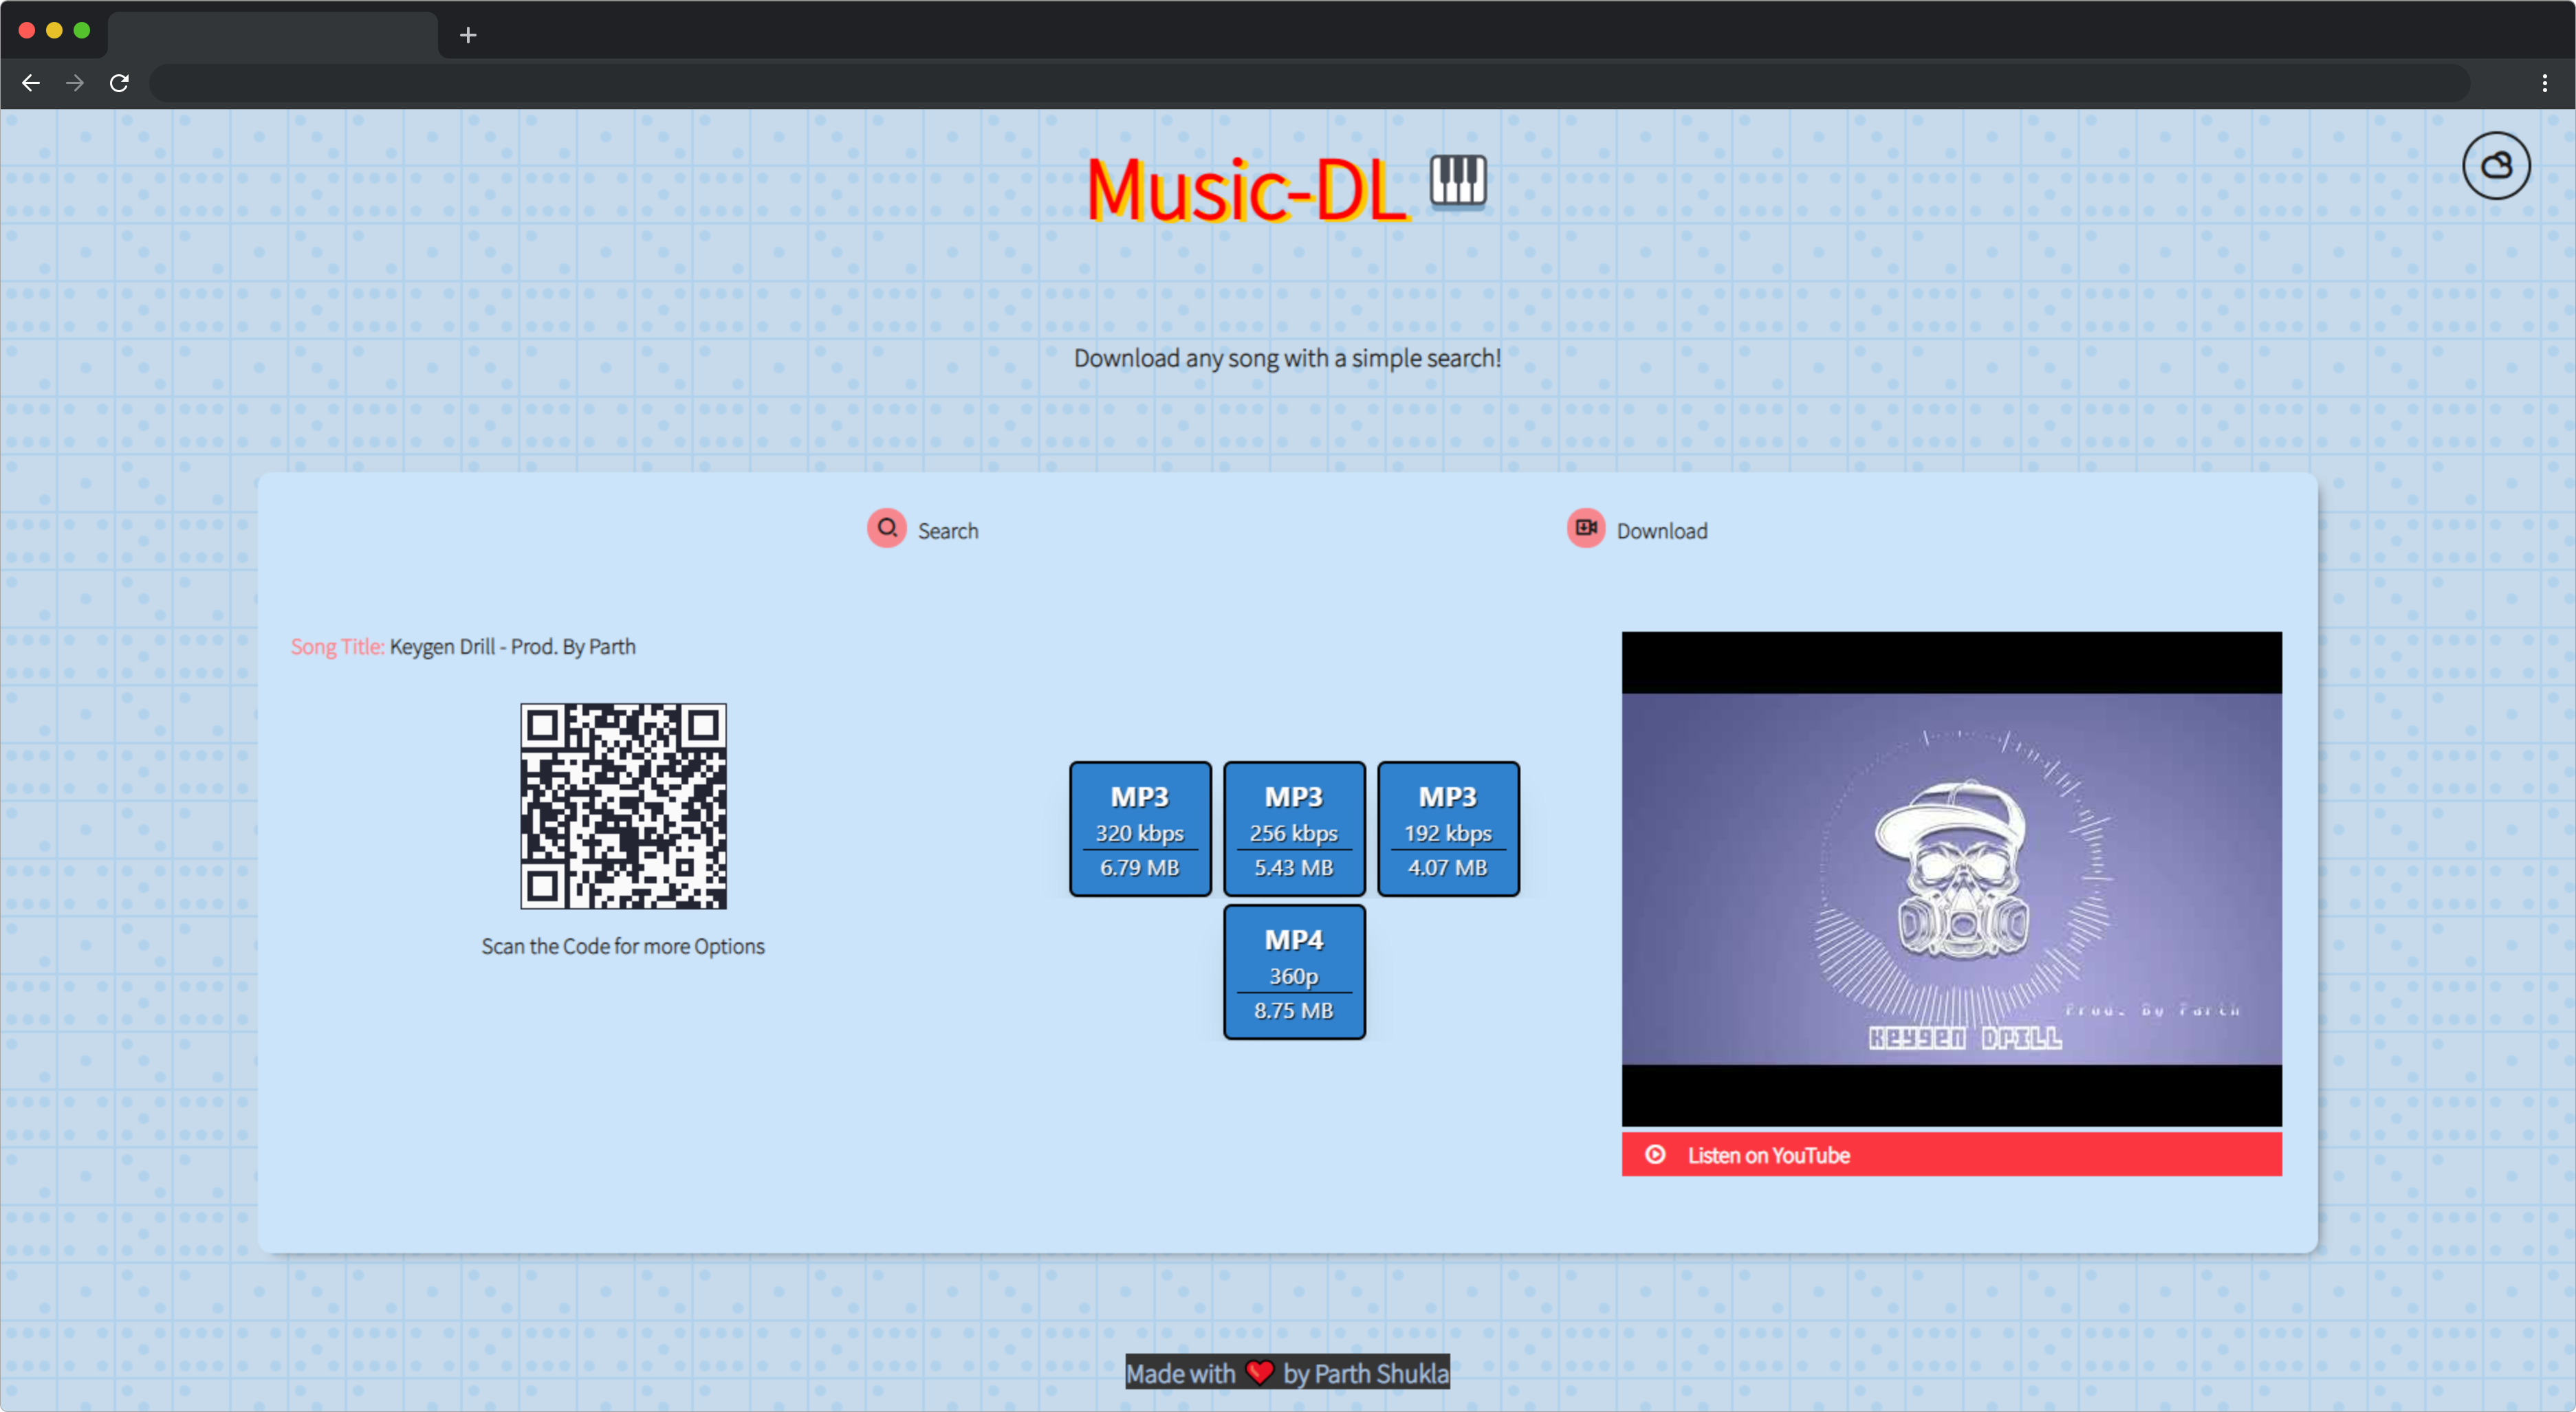 Music-DL 🎹
Download any song with a simple search!
Search
Download
Song Title: Keygen Drill - Prod. By Parth
Scan the Code for more Options
MP3
320 kbps
6.79 MB
MP3
256 kbps
5.43 MB
MP3
192 kbps
4.07 MB
MP4
360p
8.75 MB
Prod. By Parth
KEYGEN DRILL
Listen on YouTube
Made with ❤️ by Parth Shukla